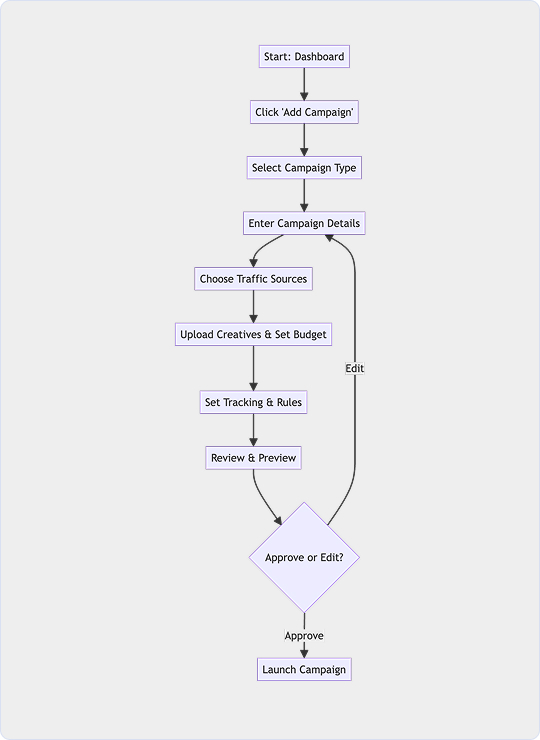 Start: Dashboard
Click 'Add Campaign'
Select Campaign Type
Enter Campaign Details
Choose Traffic Sources
Upload Creatives & Set Budget
Edit
Set Tracking & Rules
Review & Preview
Approve or Edit?
Approve
Launch Campaign